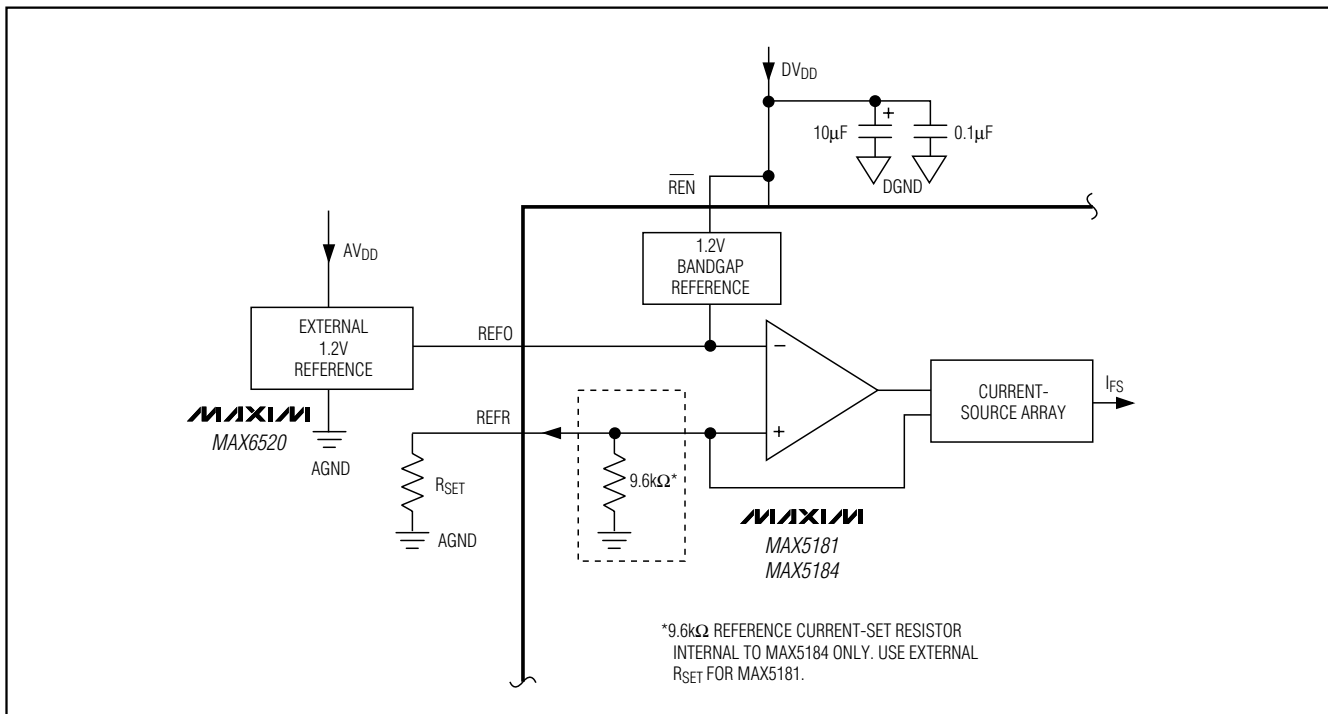 DVDD
+
10µF
0.1µF
DGND
REN
1.2V
BANDGAP
REFERENCE
AVDD
EXTERNAL
1.2V
REFERENCE
REFO
−
CURRENT-
SOURCE ARRAY
IFS
MAXIM
MAX6520
AGND
REFR
+
RSET
AGND
9.6kΩ*
MAXIM
MAX5181
MAX5184
*9.6kΩ REFERENCE CURRENT-SET RESISTOR
INTERNAL TO MAX5184 ONLY. USE EXTERNAL
RSET FOR MAX5181.